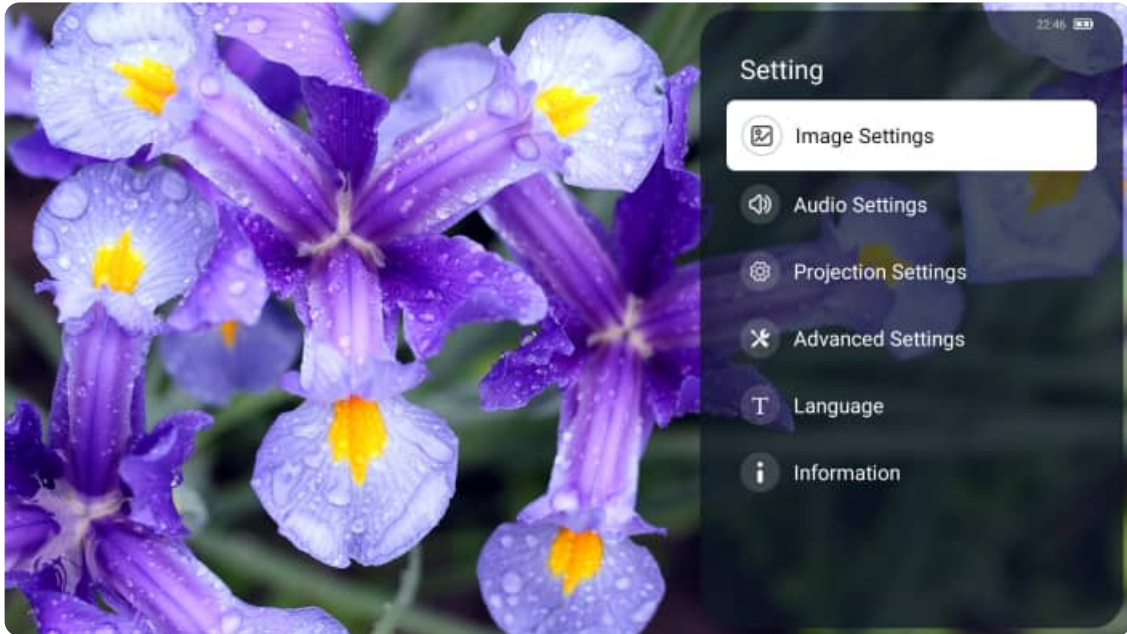 22:46
Setting
Image Settings
Audio Settings
Projection Settings
Advanced Settings
T Language
i Information